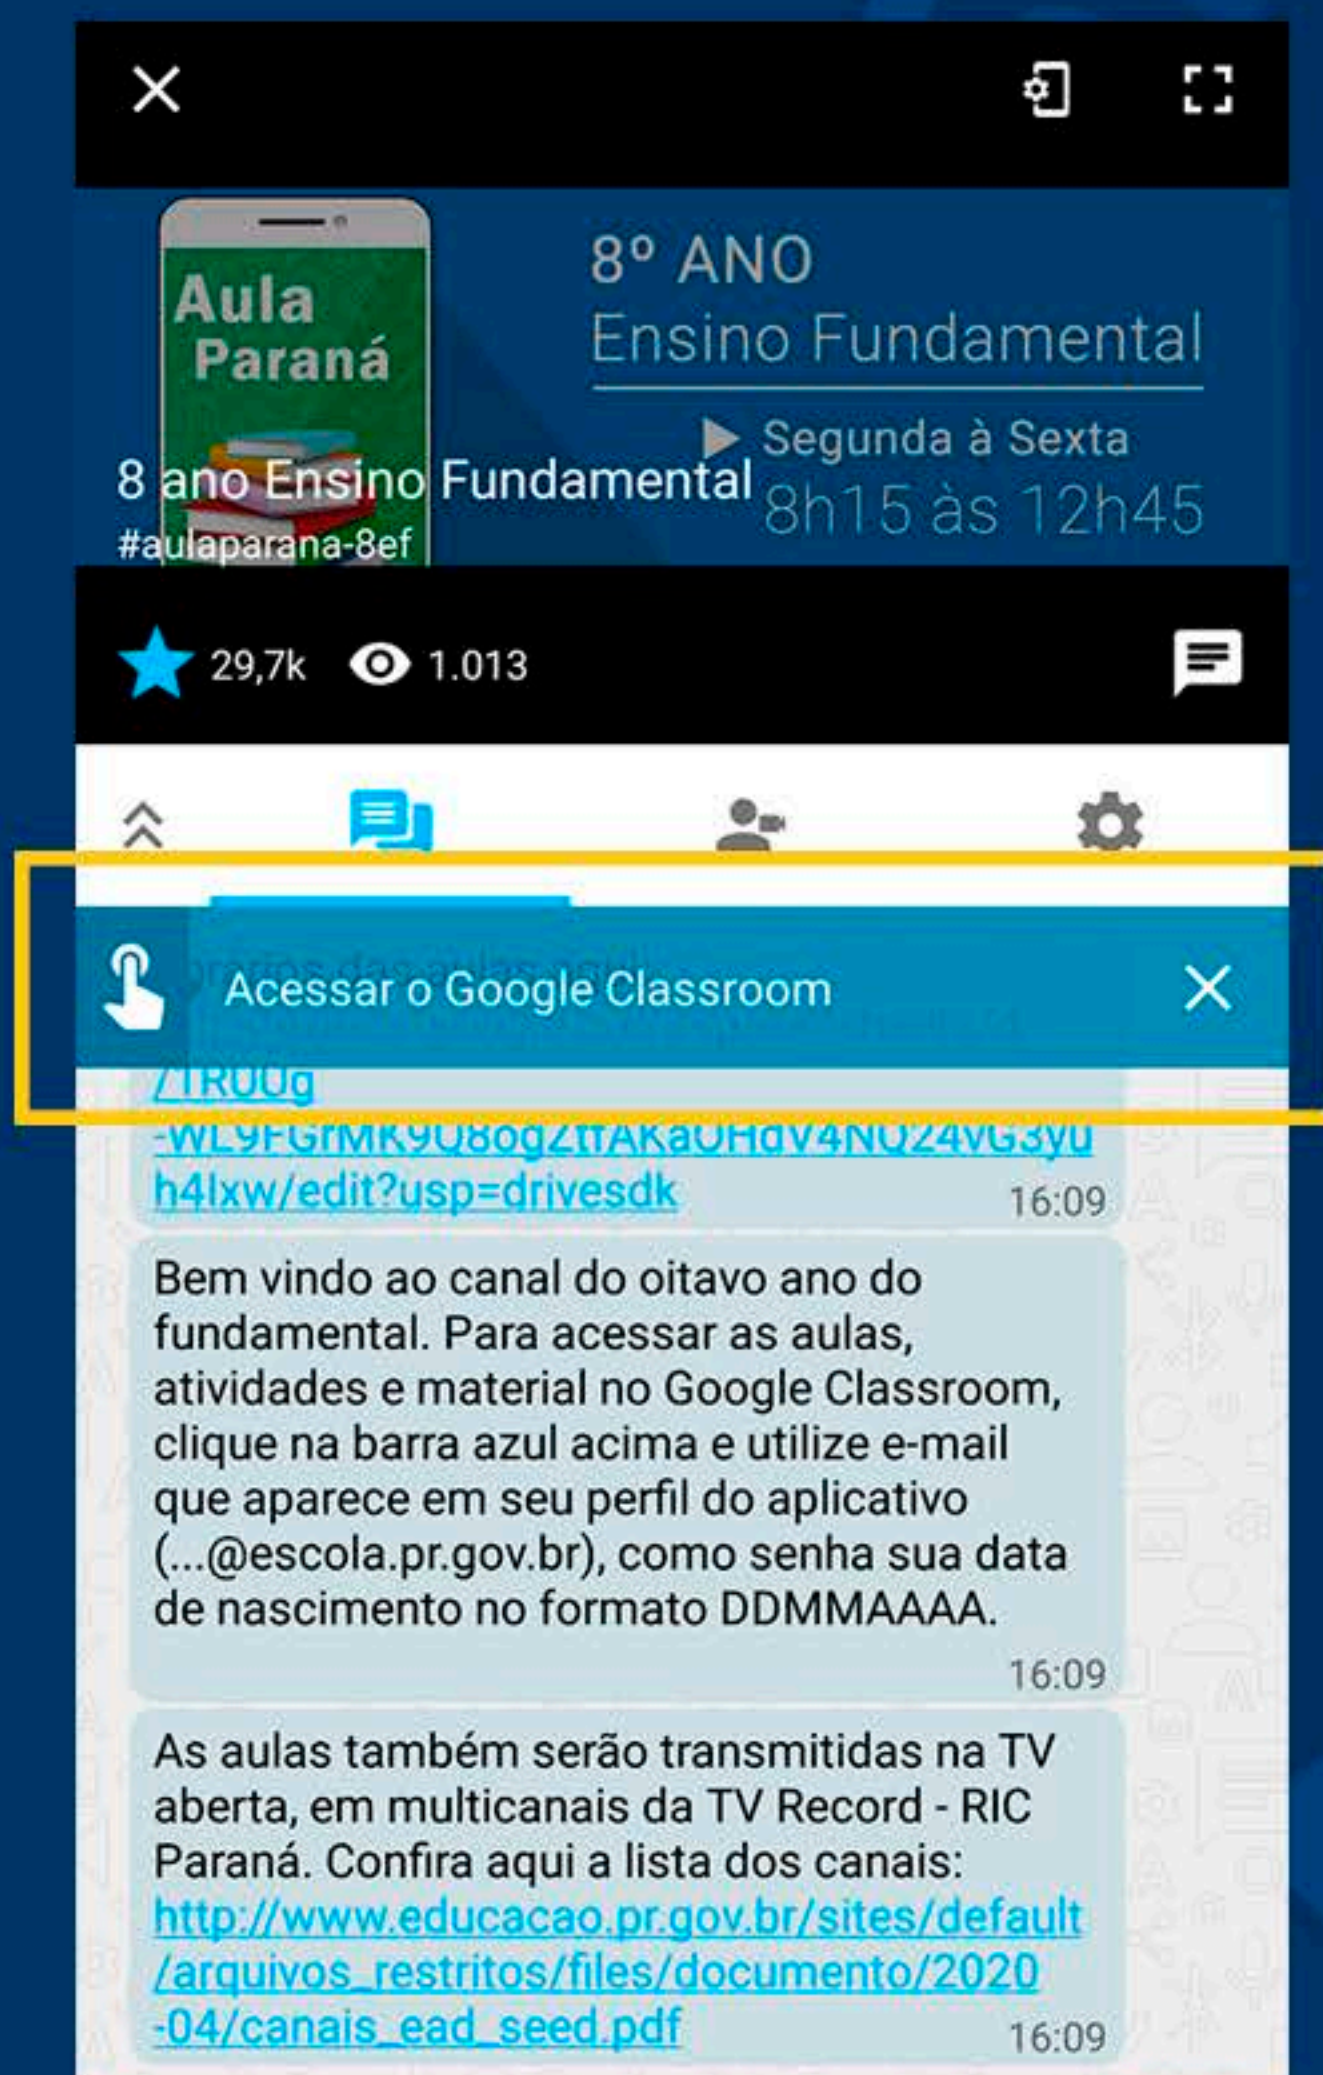 Aula
Paraná
8º ANO
Ensino Fundamental
Segunda à Sexta
8h15 às 12h45
8 ano Ensino Fundamental
#aulaparana-8ef
29,7k 1.013
Acessar o Google Classroom
/1R0Ug
-WL9FGrMK9Q8ogZtfAKaOHdV4NQ24vG3yu
h4lxw/edit?usp=drivesdk
16:09
Bem vindo ao canal do oitavo ano do
fundamental. Para acessar as aulas,
atividades e material no Google Classroom,
clique na barra azul acima e utilize e-mail
que aparece em seu perfil do aplicativo
(...@escola.pr.gov.br), como senha sua data
de nascimento no formato DDMMAAAA.
16:09
As aulas também serão transmitidas na TV
aberta, em multicanais da TV Record - RIC
Paraná. Confira aqui a lista dos canais:
http://www.educacao.pr.gov.br/sites/default
/arquivos_restritos/files/documento/2020
-04/canais_ead_seed.pdf
16:09